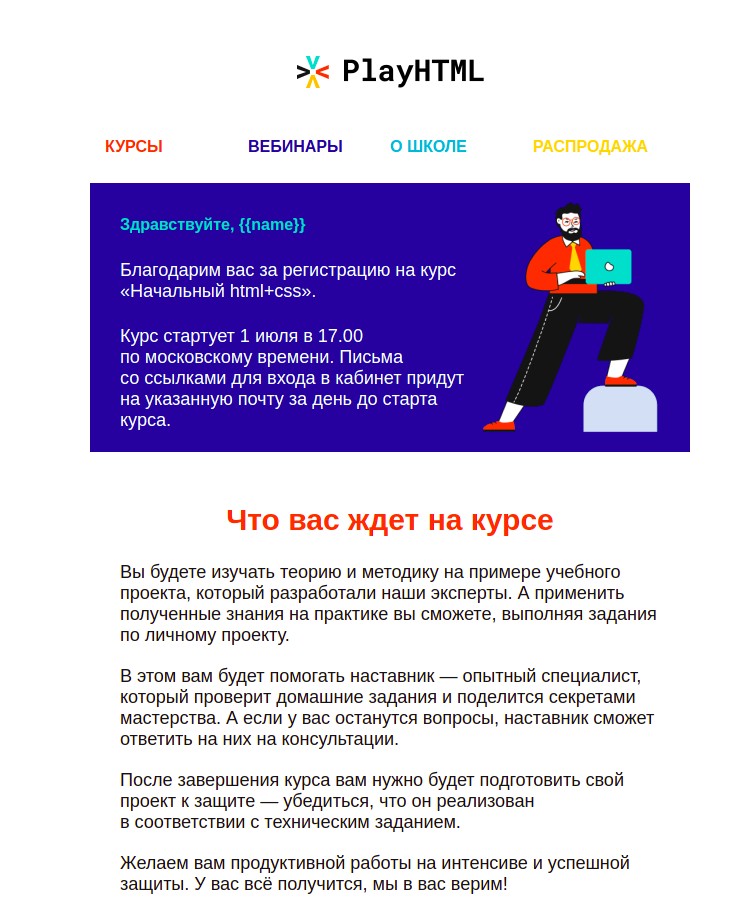 PlayHTML
КУРСЫ ВЕБИНАРЫ О ШКОЛЕ РАСПРОДАЖА
Здравствуйте, {{name}}
Благодарим вас за регистрацию на курс
«Начальный html+css».
Курс стартует 1 июля в 17.00
по московскому времени. Письма
со ссылками для входа в кабинет придут
на указанную почту за день до старта
курса.
Что вас ждет на курсе
Вы будете изучать теорию и методику на примере учебного
проекта, который разработали наши эксперты. А применить
полученные знания на практике вы сможете, выполняя задания
по личному проекту.
В этом вам будет помогать наставник — опытный специалист,
который проверит домашние задания и поделится секретами
мастерства. А если у вас останутся вопросы, наставник сможет
ответить на них на консультации.
После завершения курса вам нужно будет подготовить свой
проект к защите — убедиться, что он реализован
в соответствии с техническим заданием.
Желаем вам продуктивной работы на интенсиве и успешной
защиты. У вас всё получится, мы в вас верим!